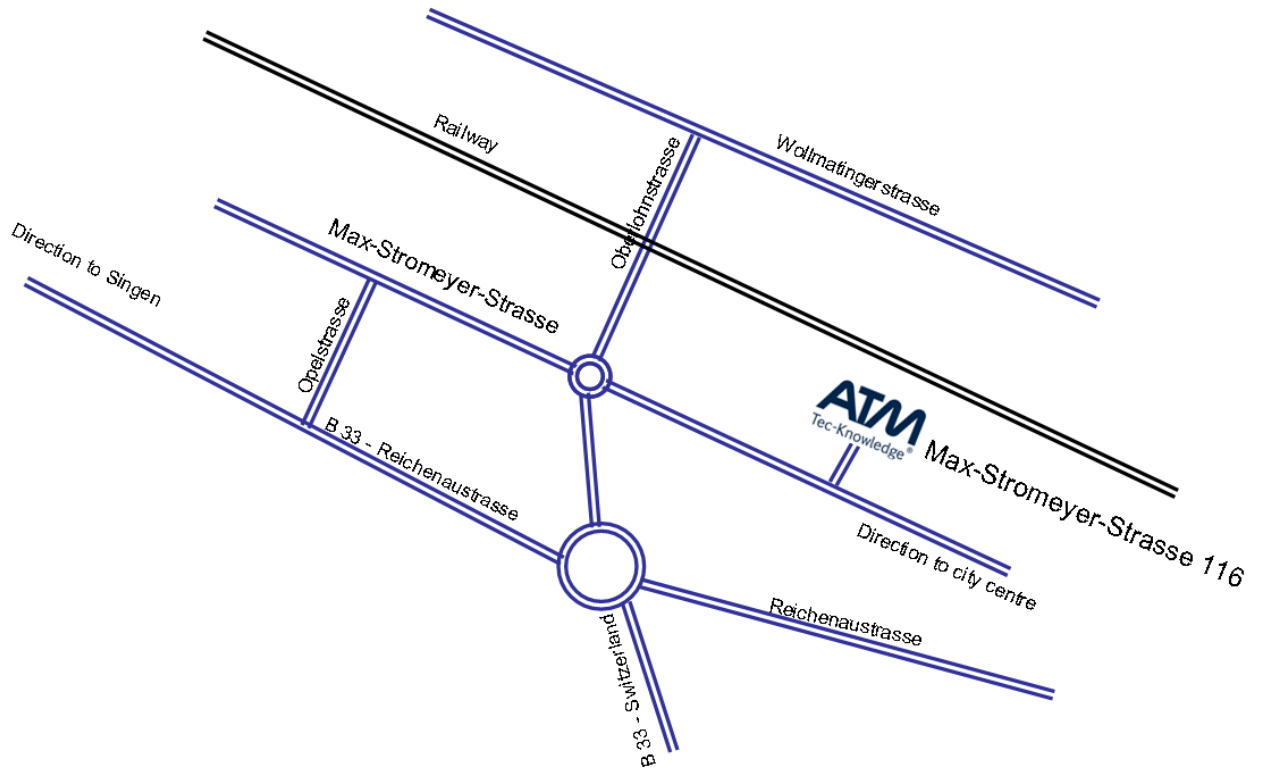 Railway
Wollmatingerstrasse
Oberlohnstrasse
Direction to Singen
Max-Stromeyer-Strasse
Opelstrasse
B 33 - Reichenaustrasse
ATM
Tec-Knowledge®
Max-Stromeyer-Strasse 116
Direction to city centre
Reichenaustrasse
B 33 - Switzerland